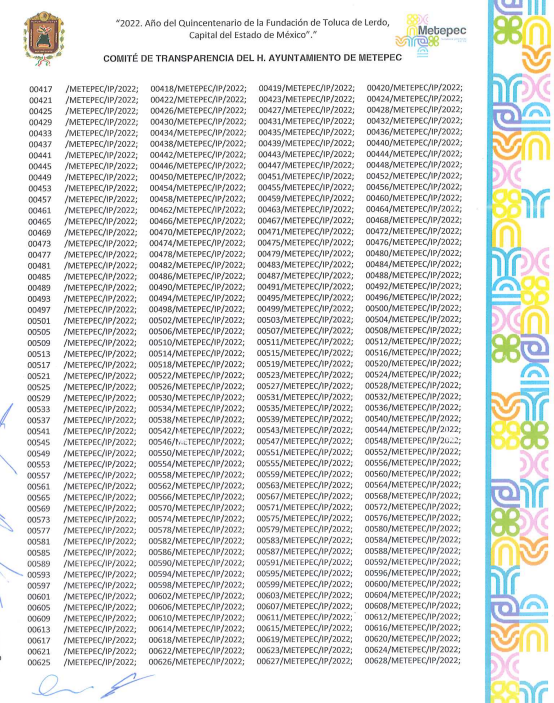 "2022. Año del Quincentenario de la Fundación de Toluca de Lerdo,
Capital del Estado de México"."
Metepec
COMITÉ DE TRANSPARENCIA DEL H. AYUNTAMIENTO DE METEPEC
00417 /METEPEC/IP/2022; 00418/METEPEC/IP/2022; 00419/METEPEC/IP/2022; 00420/METEPEC/IP/2022;
00421 /METEPEC/IP/2022; 00422/METEPEC/IP/2022; 00423/METEPEC/IP/2022; 00424/METEPEC/IP/2022;
00425 /METEPEC/IP/2022; 00426/METEPEC/IP/2022; 00427/METEPEC/IP/2022; 00428/METEPEC/IP/2022;
00429 /METEPEC/IP/2022; 00430/METEPEC/IP/2022; 00431/METEPEC/IP/2022; 00432/METEPEC/IP/2022;
00433 /METEPEC/IP/2022; 00434/METEPEC/IP/2022; 00435/METEPEC/IP/2022; 00436/METEPEC/IP/2022;
00437 /METEPEC/IP/2022; 00438/METEPEC/IP/2022; 00439/METEPEC/IP/2022; 00440/METEPEC/IP/2022;
00441 /METEPEC/IP/2022; 00442/METEPEC/IP/2022; 00443/METEPEC/IP/2022; 00444/METEPEC/IP/2022;
00445 /METEPEC/IP/2022; 00446/METEPEC/IP/2022; 00447/METEPEC/IP/2022; 00448/METEPEC/IP/2022;
00449 /METEPEC/IP/2022; 00450/METEPEC/IP/2022; 00451/METEPEC/IP/2022; 00452/METEPEC/IP/2022;
00453 /METEPEC/IP/2022; 00454/METEPEC/IP/2022; 00455/METEPEC/IP/2022; 00456/METEPEC/IP/2022;
00457 /METEPEC/IP/2022; 00458/METEPEC/IP/2022; 00459/METEPEC/IP/2022; 00460/METEPEC/IP/2022;
00461 /METEPEC/IP/2022; 00462/METEPEC/IP/2022; 00463/METEPEC/IP/2022; 00464/METEPEC/IP/2022;
00465 /METEPEC/IP/2022; 00466/METEPEC/IP/2022; 00467/METEPEC/IP/2022; 00468/METEPEC/IP/2022;
00469 /METEPEC/IP/2022; 00470/METEPEC/IP/2022; 00471/METEPEC/IP/2022; 00472/METEPEC/IP/2022;
00473 /METEPEC/IP/2022; 00474/METEPEC/IP/2022; 00475/METEPEC/IP/2022; 00476/METEPEC/IP/2022;
00477 /METEPEC/IP/2022; 00478/METEPEC/IP/2022; 00479/METEPEC/IP/2022; 00480/METEPEC/IP/2022;
00481 /METEPEC/IP/2022; 00482/METEPEC/IP/2022; 00483/METEPEC/IP/2022; 00484/METEPEC/IP/2022;
00485 /METEPEC/IP/2022; 00486/METEPEC/IP/2022; 00487/METEPEC/IP/2022; 00488/METEPEC/IP/2022;
00489 /METEPEC/IP/2022; 00490/METEPEC/IP/2022; 00491/METEPEC/IP/2022; 00492/METEPEC/IP/2022;
00493 /METEPEC/IP/2022; 00494/METEPEC/IP/2022; 00495/METEPEC/IP/2022; 00496/METEPEC/IP/2022;
00497 /METEPEC/IP/2022; 00498/METEPEC/IP/2022; 00499/METEPEC/IP/2022; 00500/METEPEC/IP/2022;
00501 /METEPEC/IP/2022; 00502/METEPEC/IP/2022; 00503/METEPEC/IP/2022; 00504/METEPEC/IP/2022;
00505 /METEPEC/IP/2022; 00506/METEPEC/IP/2022; 00507/METEPEC/IP/2022; 00508/METEPEC/IP/2022;
00509 /METEPEC/IP/2022; 00510/METEPEC/IP/2022; 00511/METEPEC/IP/2022; 00512/METEPEC/IP/2022;
00513 /METEPEC/IP/2022; 00514/METEPEC/IP/2022; 00515/METEPEC/IP/2022; 00516/METEPEC/IP/2022;
00517 /METEPEC/IP/2022; 00518/METEPEC/IP/2022; 00519/METEPEC/IP/2022; 00520/METEPEC/IP/2022;
00521 /METEPEC/IP/2022; 00522/METEPEC/IP/2022; 00523/METEPEC/IP/2022; 00524/METEPEC/IP/2022;
00525 /METEPEC/IP/2022; 00526/METEPEC/IP/2022; 00527/METEPEC/IP/2022; 00528/METEPEC/IP/2022;
00529 /METEPEC/IP/2022; 00530/METEPEC/IP/2022; 00531/METEPEC/IP/2022; 00532/METEPEC/IP/2022;
00533 /METEPEC/IP/2022; 00534/METEPEC/IP/2022; 00535/METEPEC/IP/2022; 00536/METEPEC/IP/2022;
00537 /METEPEC/IP/2022; 00538/METEPEC/IP/2022; 00539/METEPEC/IP/2022; 00540/METEPEC/IP/2022;
00541 /METEPEC/IP/2022; 00542/METEPEC/IP/2022; 00543/METEPEC/IP/2022; 00544/METEPEC/IP/2022;
00545 /METEPEC/IP/2022; 00546/METEPEC/IP/2022; 00547/METEPEC/IP/2022; 00548/METEPEC/IP/2022;
00549 /METEPEC/IP/2022; 00550/METEPEC/IP/2022; 00551/METEPEC/IP/2022; 00552/METEPEC/IP/2022;
00553 /METEPEC/IP/2022; 00554/METEPEC/IP/2022; 00555/METEPEC/IP/2022; 00556/METEPEC/IP/2022;
00557 /METEPEC/IP/2022; 00558/METEPEC/IP/2022; 00559/METEPEC/IP/2022; 00560/METEPEC/IP/2022;
00561 /METEPEC/IP/2022; 00562/METEPEC/IP/2022; 00563/METEPEC/IP/2022; 00564/METEPEC/IP/2022;
00565 /METEPEC/IP/2022; 00566/METEPEC/IP/2022; 00567/METEPEC/IP/2022; 00568/METEPEC/IP/2022;
00569 /METEPEC/IP/2022; 00570/METEPEC/IP/2022; 00571/METEPEC/IP/2022; 00572/METEPEC/IP/2022;
00573 /METEPEC/IP/2022; 00574/METEPEC/IP/2022; 00575/METEPEC/IP/2022; 00576/METEPEC/IP/2022;
00577 /METEPEC/IP/2022; 00578/METEPEC/IP/2022; 00579/METEPEC/IP/2022; 00580/METEPEC/IP/2022;
00581 /METEPEC/IP/2022; 00582/METEPEC/IP/2022; 00583/METEPEC/IP/2022; 00584/METEPEC/IP/2022;
00585 /METEPEC/IP/2022; 00586/METEPEC/IP/2022; 00587/METEPEC/IP/2022; 00588/METEPEC/IP/2022;
00589 /METEPEC/IP/2022; 00590/METEPEC/IP/2022; 00591/METEPEC/IP/2022; 00592/METEPEC/IP/2022;
00593 /METEPEC/IP/2022; 00594/METEPEC/IP/2022; 00595/METEPEC/IP/2022; 00596/METEPEC/IP/2022;
00597 /METEPEC/IP/2022; 00598/METEPEC/IP/2022; 00599/METEPEC/IP/2022; 00600/METEPEC/IP/2022;
00601 /METEPEC/IP/2022; 00602/METEPEC/IP/2022; 00603/METEPEC/IP/2022; 00604/METEPEC/IP/2022;
00605 /METEPEC/IP/2022; 00606/METEPEC/IP/2022; 00607/METEPEC/IP/2022; 00608/METEPEC/IP/2022;
00609 /METEPEC/IP/2022; 00610/METEPEC/IP/2022; 00611/METEPEC/IP/2022; 00612/METEPEC/IP/2022;
00613 /METEPEC/IP/2022; 00614/METEPEC/IP/2022; 00615/METEPEC/IP/2022; 00616/METEPEC/IP/2022;
00617 /METEPEC/IP/2022; 00618/METEPEC/IP/2022; 00619/METEPEC/IP/2022; 00620/METEPEC/IP/2022;
00621 /METEPEC/IP/2022; 00622/METEPEC/IP/2022; 00623/METEPEC/IP/2022; 00624/METEPEC/IP/2022;
00625 /METEPEC/IP/2022; 00626/METEPEC/IP/2022; 00627/METEPEC/IP/2022; 00628/METEPEC/IP/2022;